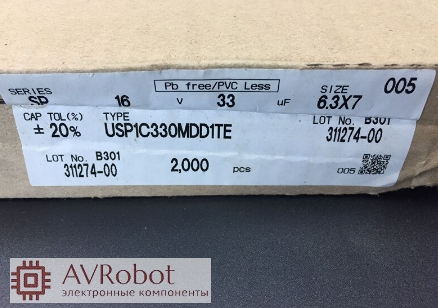 Pb free/PVC Less
005
SERIES SIZE
SP 16 V 33 uF 6.3X7
CAP TOL(%) TYPE LOT No. B301
± 20% USP1C330MDD1TE 311274-00
LOT No. B301
311274-00 2,000 pcs 005
AVRobot
электронные компоненты